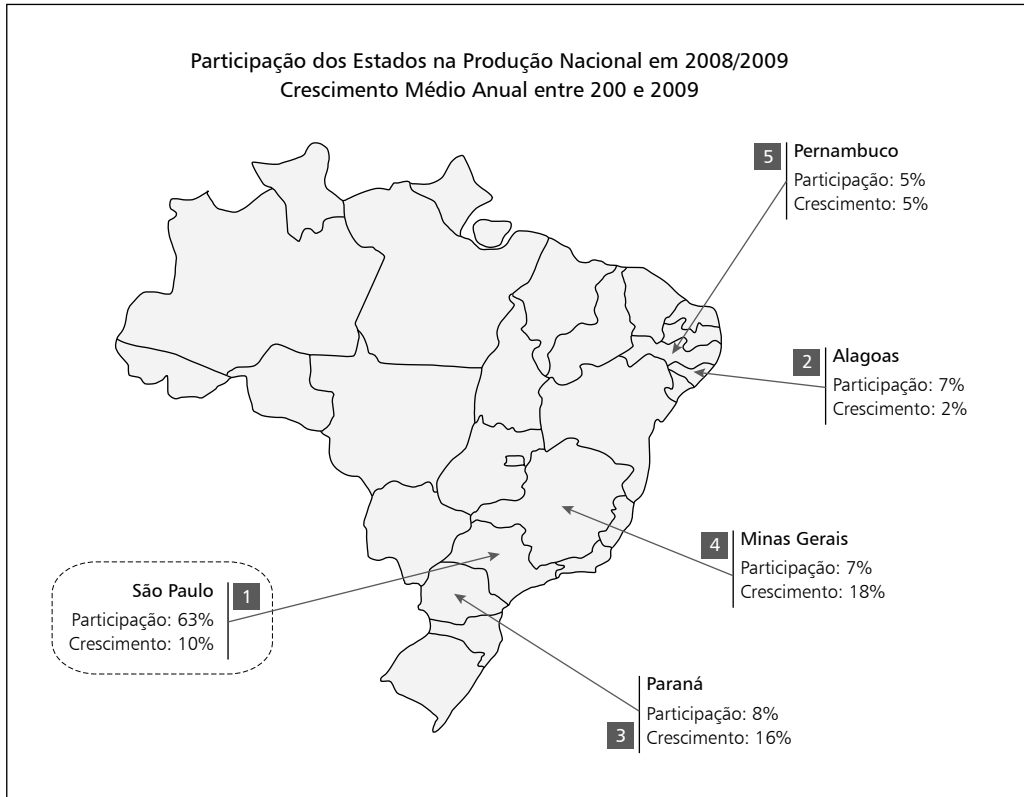 Participação dos Estados na Produção Nacional em 2008/2009
Crescimento Médio Anual entre 200 e 2009
5
Pernambuco
Participação: 5%
Crescimento: 5%
2
Alagoas
Participação: 7%
Crescimento: 2%
4
Minas Gerais
Participação: 7%
Crescimento: 18%
São Paulo
1
Participação: 63%
Crescimento: 10%
Paraná
Participação: 8%
3
Crescimento: 16%